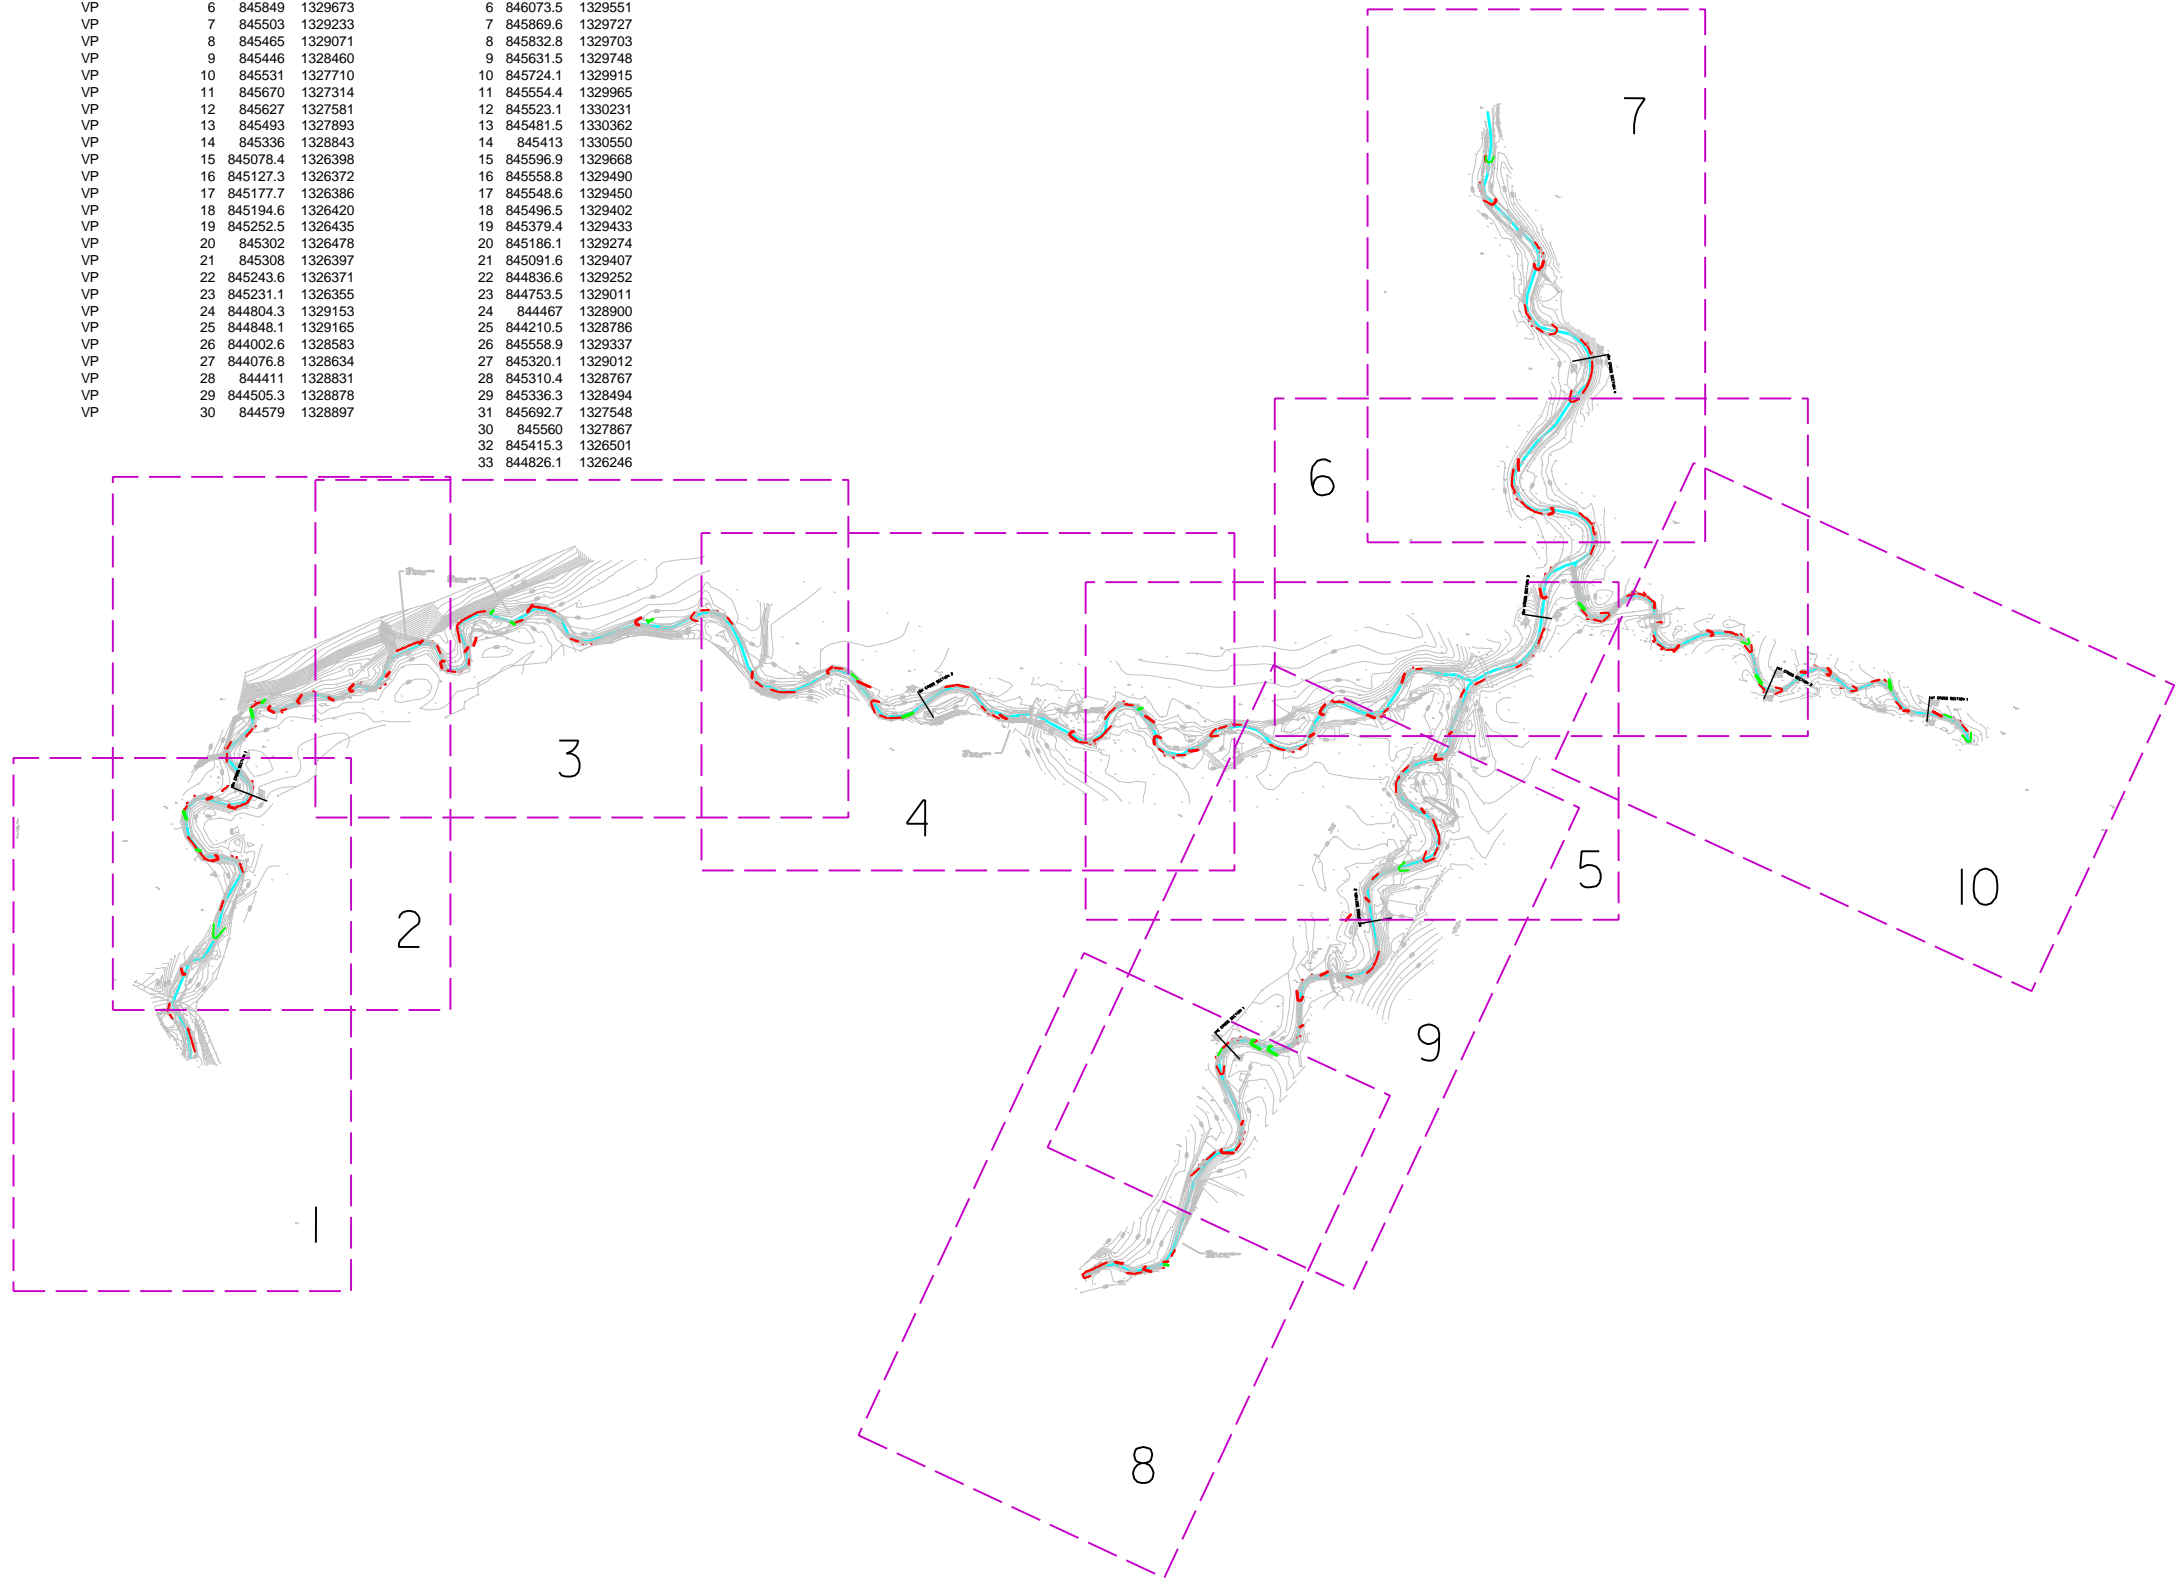 VP 6 845849 1329673 6 846073.5 1329551
VP 7 845503 1329233 7 845869.6 1329727
VP 8 845465 1329071 8 845832.8 1329703
VP 9 845446 1328460 9 845631.5 1329748
VP 10 845531 1327710 10 845724.1 1329915
VP 11 845670 1327314 11 845554.4 1329965
VP 12 845627 1327581 12 845523.1 1330231
VP 13 845493 1327893 13 845481.5 1330362
VP 14 845336 1328843 14 845413 1330550
VP 15 845078.4 1326398 15 845596.9 1329668
VP 16 845127.3 1326372 16 845558.8 1329490
VP 17 845177.7 1326386 17 845548.6 1329450
VP 18 845194.6 1326420 18 845496.5 1329402
VP 19 845252.5 1326435 19 845379.4 1329433
VP 20 845302 1326478 20 845186.1 1329274
VP 21 845308 1326397 21 845091.6 1329407
VP 22 845243.6 1326371 22 844836.6 1329252
VP 23 845231.1 1326355 23 844753.5 1329011
VP 24 844804.3 1329153 24 844467 1328900
VP 25 844848.1 1329165 25 844210.5 1328786
VP 26 844002.6 1328583 26 845558.9 1329337
VP 27 844076.8 1328634 27 845320.1 1329012
VP 28 844411 1328831 28 845310.4 1328767
VP 29 844505.3 1328878 29 845336.3 1328494
VP 30 844579 1328897 31 845692.7 1327548
30 845560 1327867
32 845415.3 1326501
33 844826.1 1326246
7
6
3
4
5
10
2
9
1
8